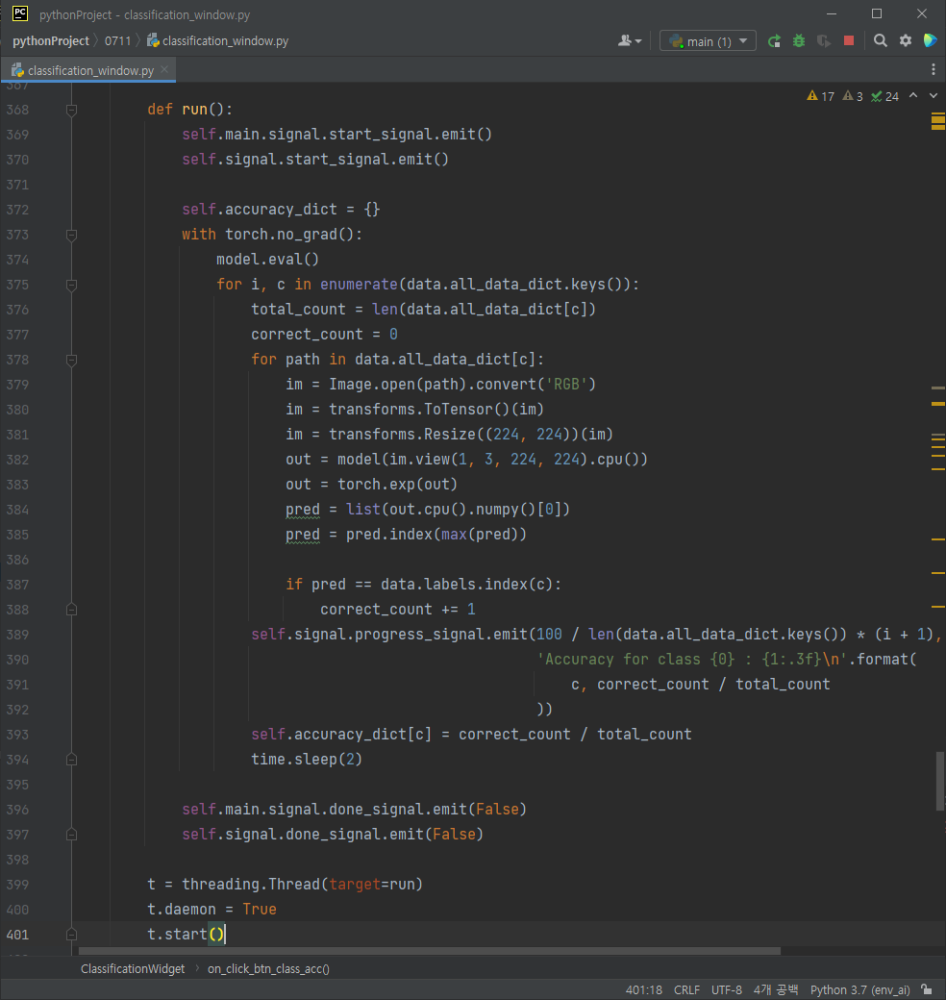 PC pythonProject - classification_window.py
pythonProject 0711 classification_window.py main (1)
classification_window.py
17 3 24
367
368 def run():
369 self.main.signal.start_signal.emit()
370 self.signal.start_signal.emit()
371
372 self.accuracy_dict = {}
373 with torch.no_grad():
374 model.eval()
375 for i, c in enumerate(data.all_data_dict.keys()):
376 total_count = len(data.all_data_dict[c])
377 correct_count = 0
378 for path in data.all_data_dict[c]:
379 im = Image.open(path).convert('RGB')
380 im = transforms.ToTensor()(im)
381 im = transforms.Resize((224, 224))(im)
382 out = model(im.view(1, 3, 224, 224).cpu())
383 out = torch.exp(out)
384 pred = list(out.cpu().numpy()[0])
385 pred = pred.index(max(pred))
386
387 if pred == data.labels.index(c):
388 correct_count += 1
389 self.signal.progress_signal.emit(100 / len(data.all_data_dict.keys()) * (i + 1),
390 'Accuracy for class {0} : {1:.3f}\n'.format(
391 c, correct_count / total_count
392 ))
393 self.accuracy_dict[c] = correct_count / total_count
394 time.sleep(2)
395
396 self.main.signal.done_signal.emit(False)
397 self.signal.done_signal.emit(False)
398
399 t = threading.Thread(target=run)
400 t.daemon = True
401 t.start()
ClassificationWidget on_click_btn_class_acc()
401:18 CRLF UTF-8 4개 공백 Python 3.7 (env_ai)